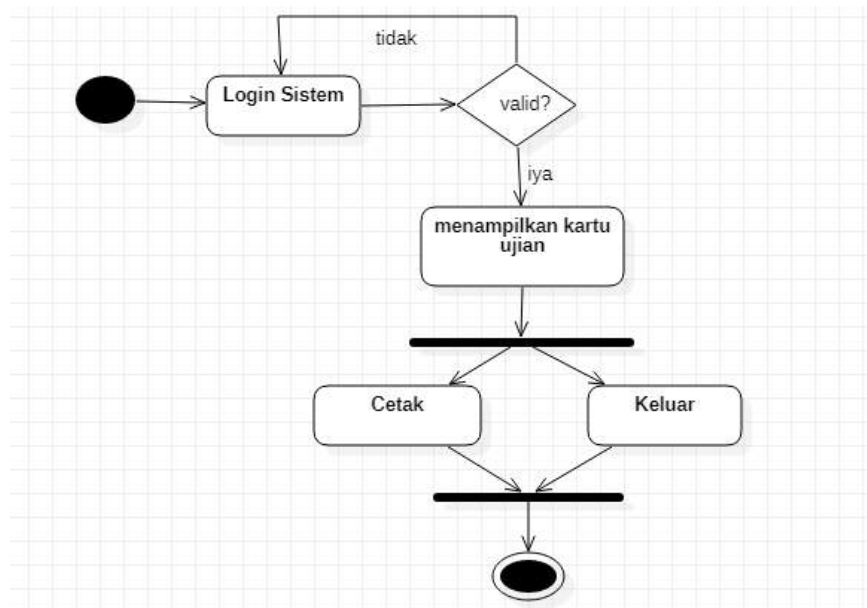 tidak
Login Sistem
valid?
iya
menampilkan kartu
ujian
Cetak
Keluar